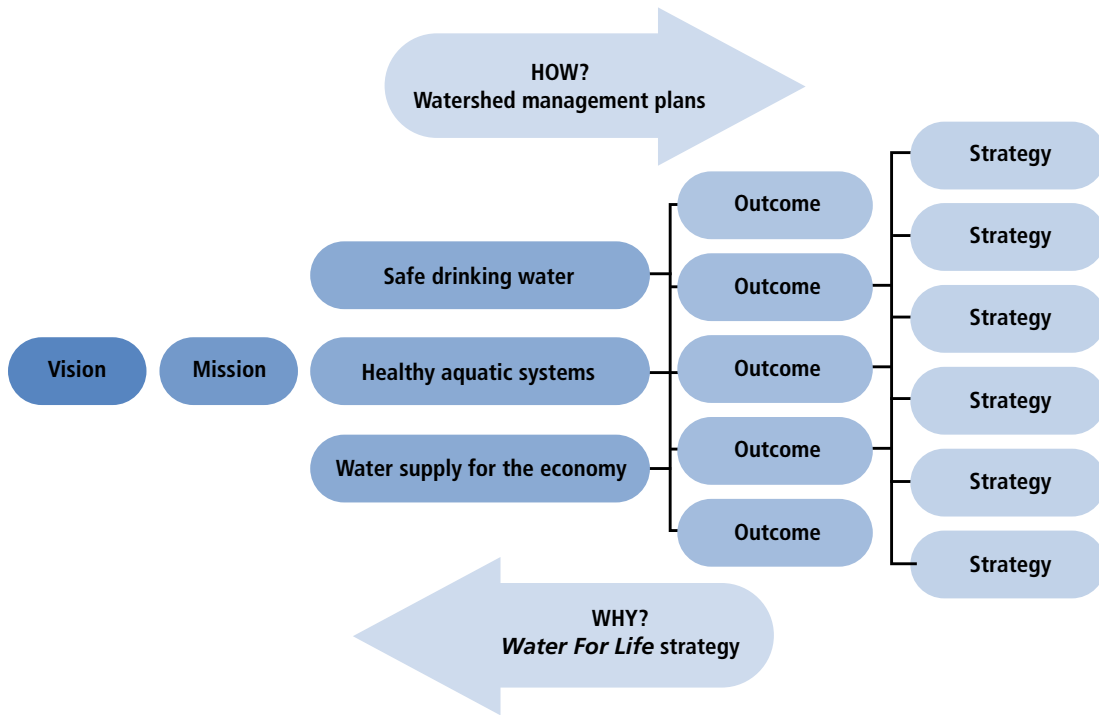 HOW?
Watershed management plans
Vision
Mission
Safe drinking water
Healthy aquatic systems
Water supply for the economy
Outcome
Outcome
Outcome
Outcome
Outcome
Strategy
Strategy
Strategy
Strategy
Strategy
Strategy
WHY?
Water For Life strategy